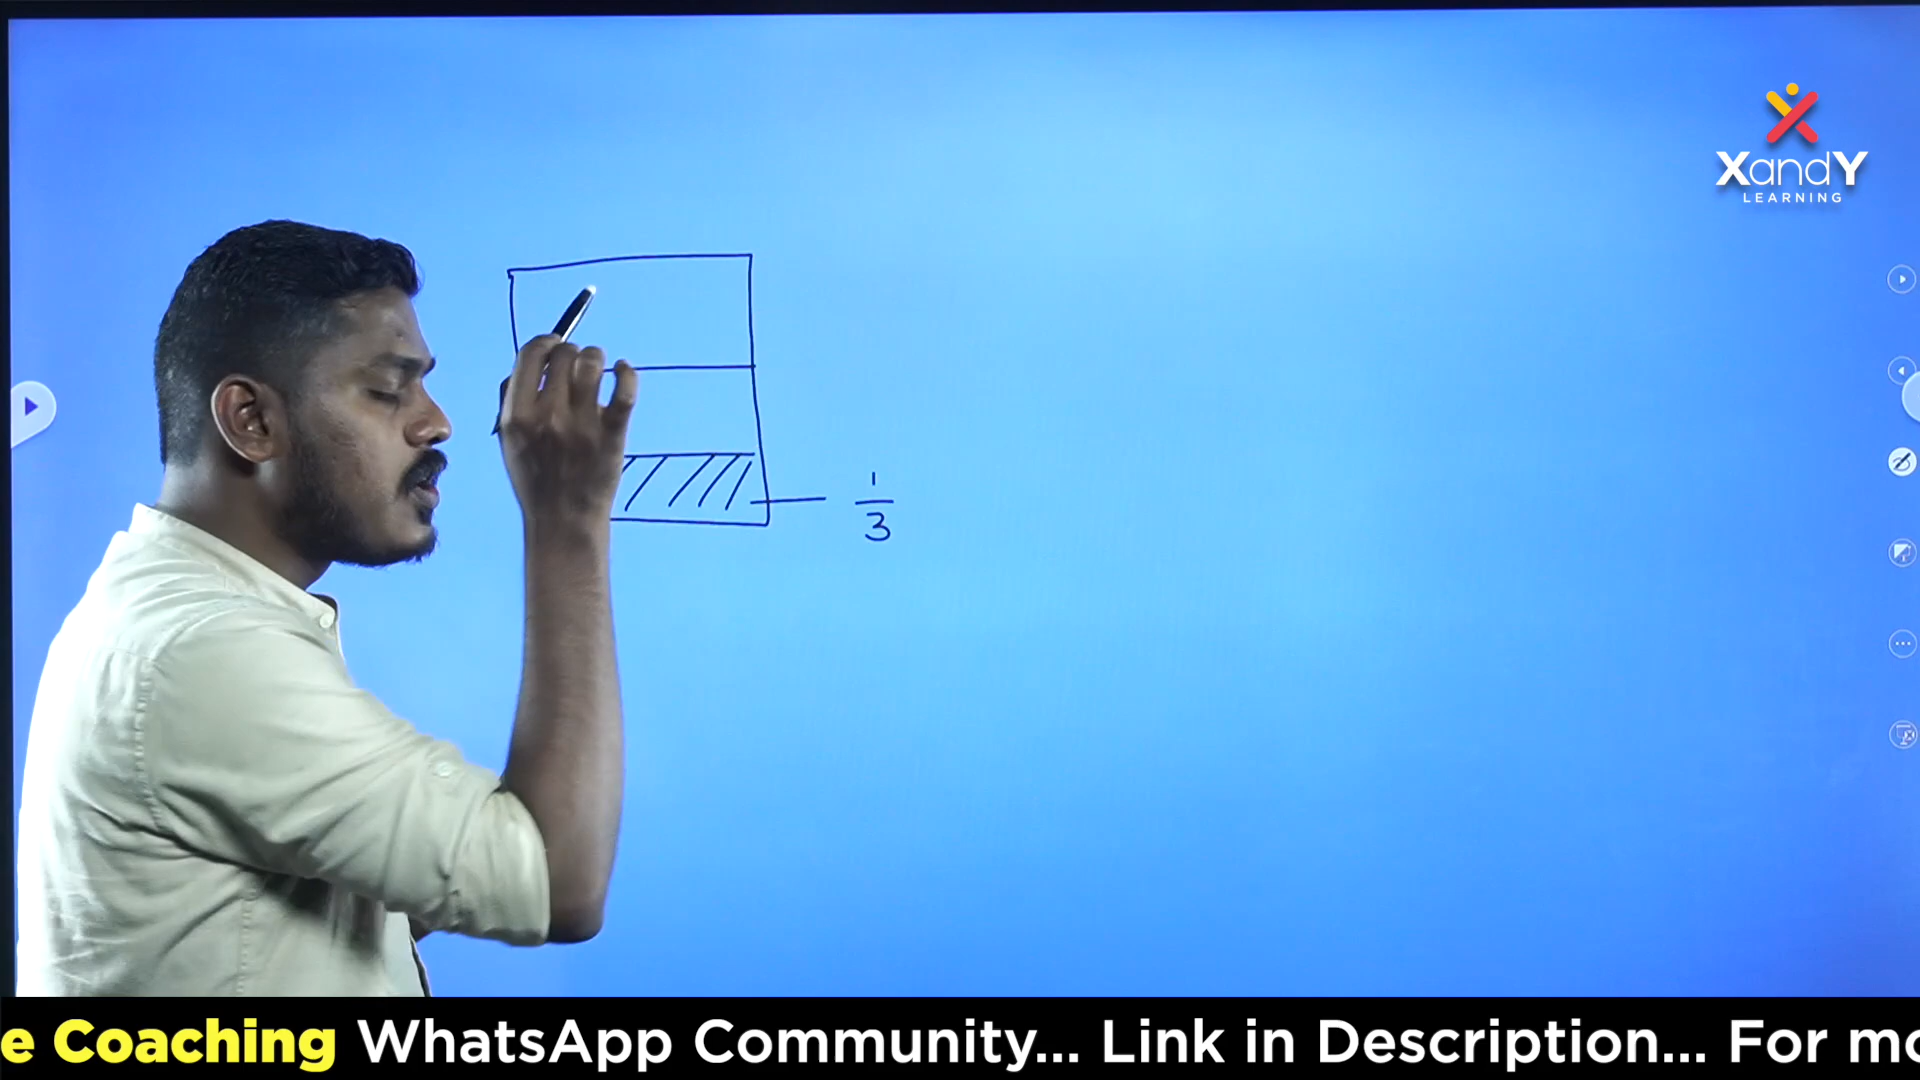 XandY
LEARNING
1
3
e Coaching WhatsApp Community... Link in Description... For mo